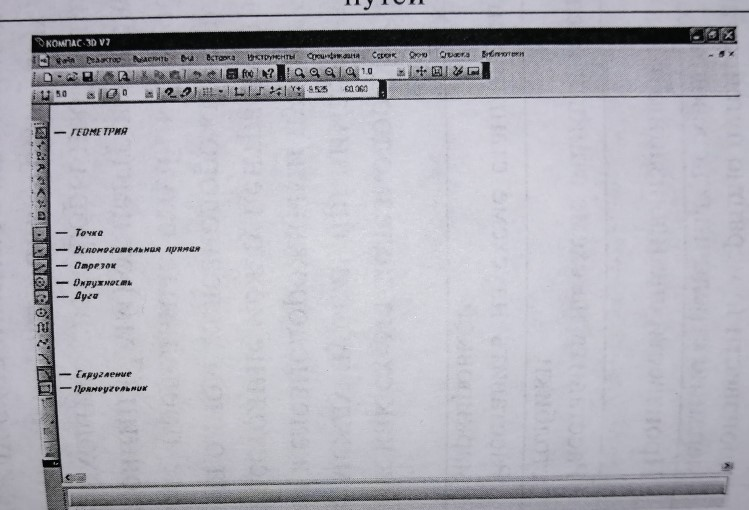 путей
КОМПАС-3D V7
Файл Редактор Выделить Вид Вставка Инструменты Спецификация Сервис Окно Справка Библиотеки
f(x) 1.0
5.0 0 9.525 60.060
ГЕОМЕТРИЯ
Точка
Вспомогательная прямая
Отрезок
Окружность
Дуга
Скругление
Прямоугольник